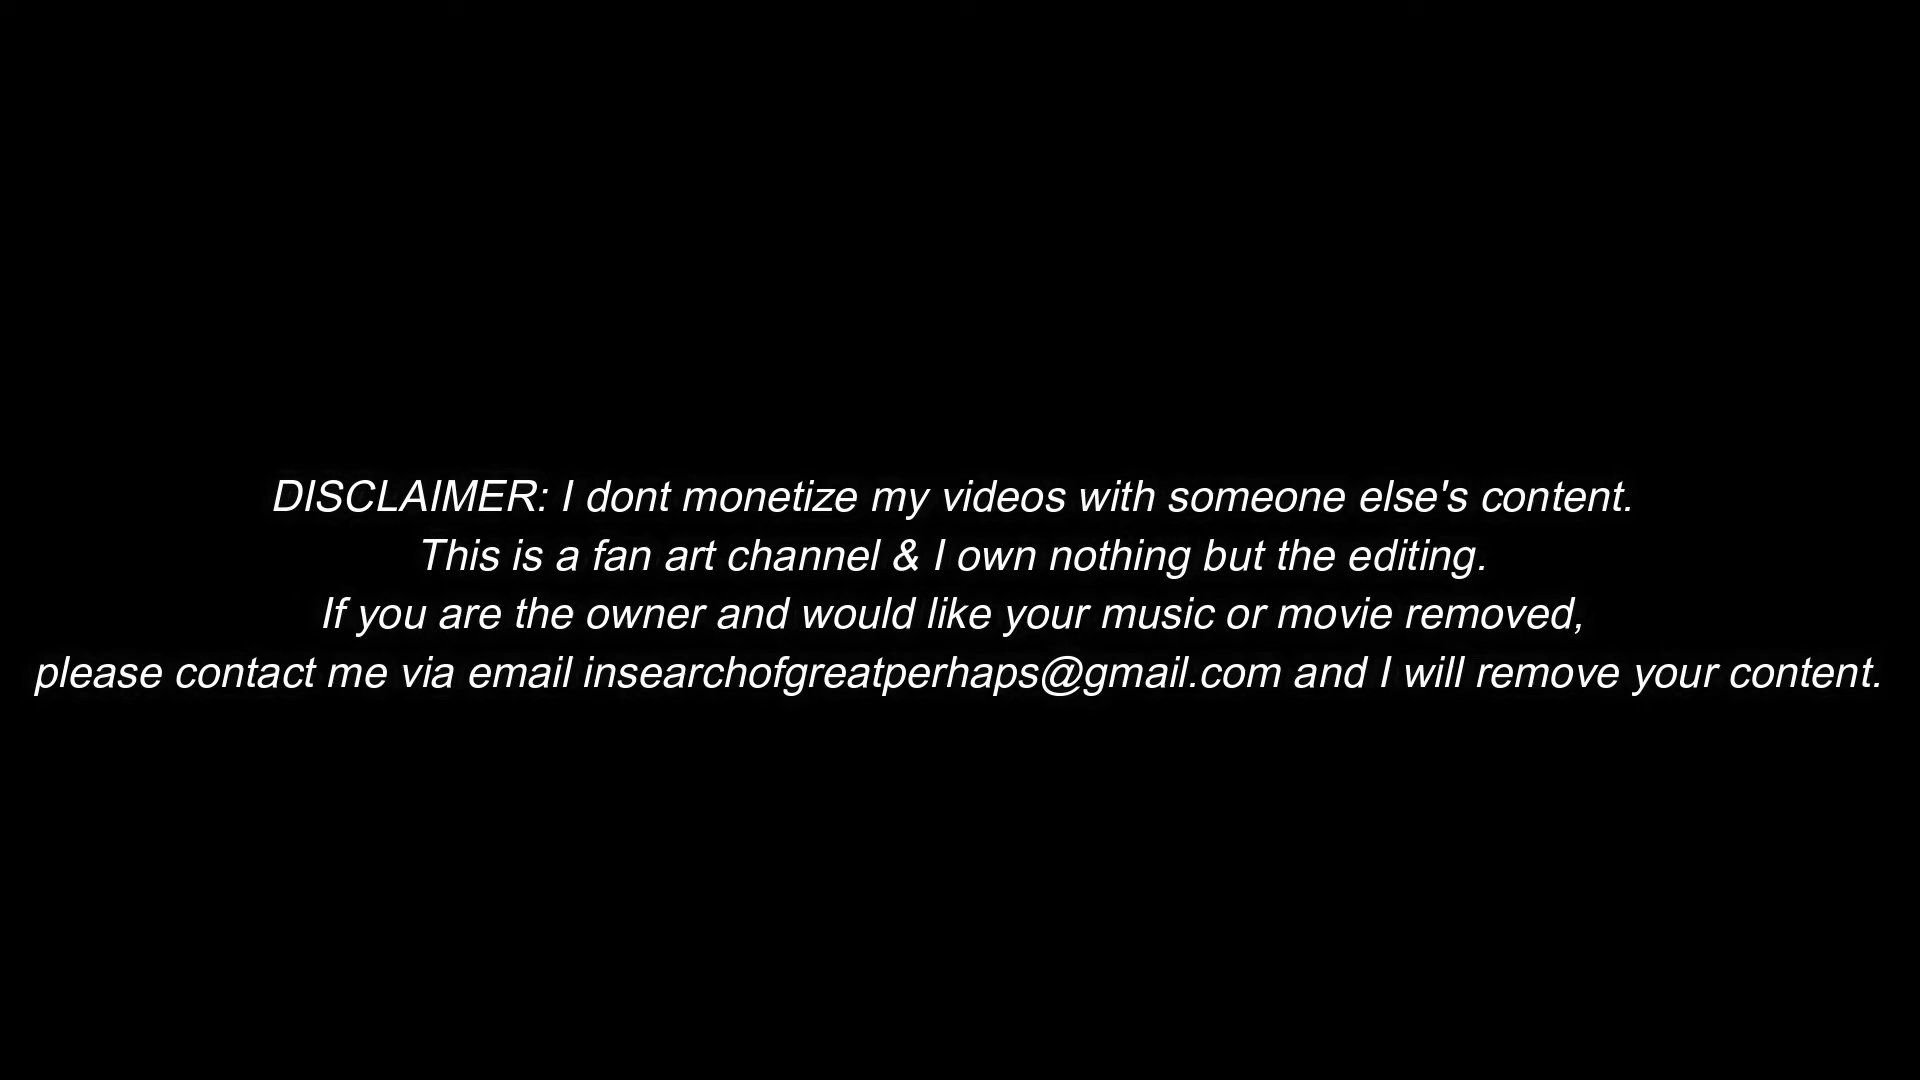 DISCLAIMER: I dont monetize my videos with someone else's content.
This is a fan art channel & I own nothing but the editing.
If you are the owner and would like your music or movie removed,
please contact me via email insearchofgreatperhaps@gmail.com and I will remove your content.